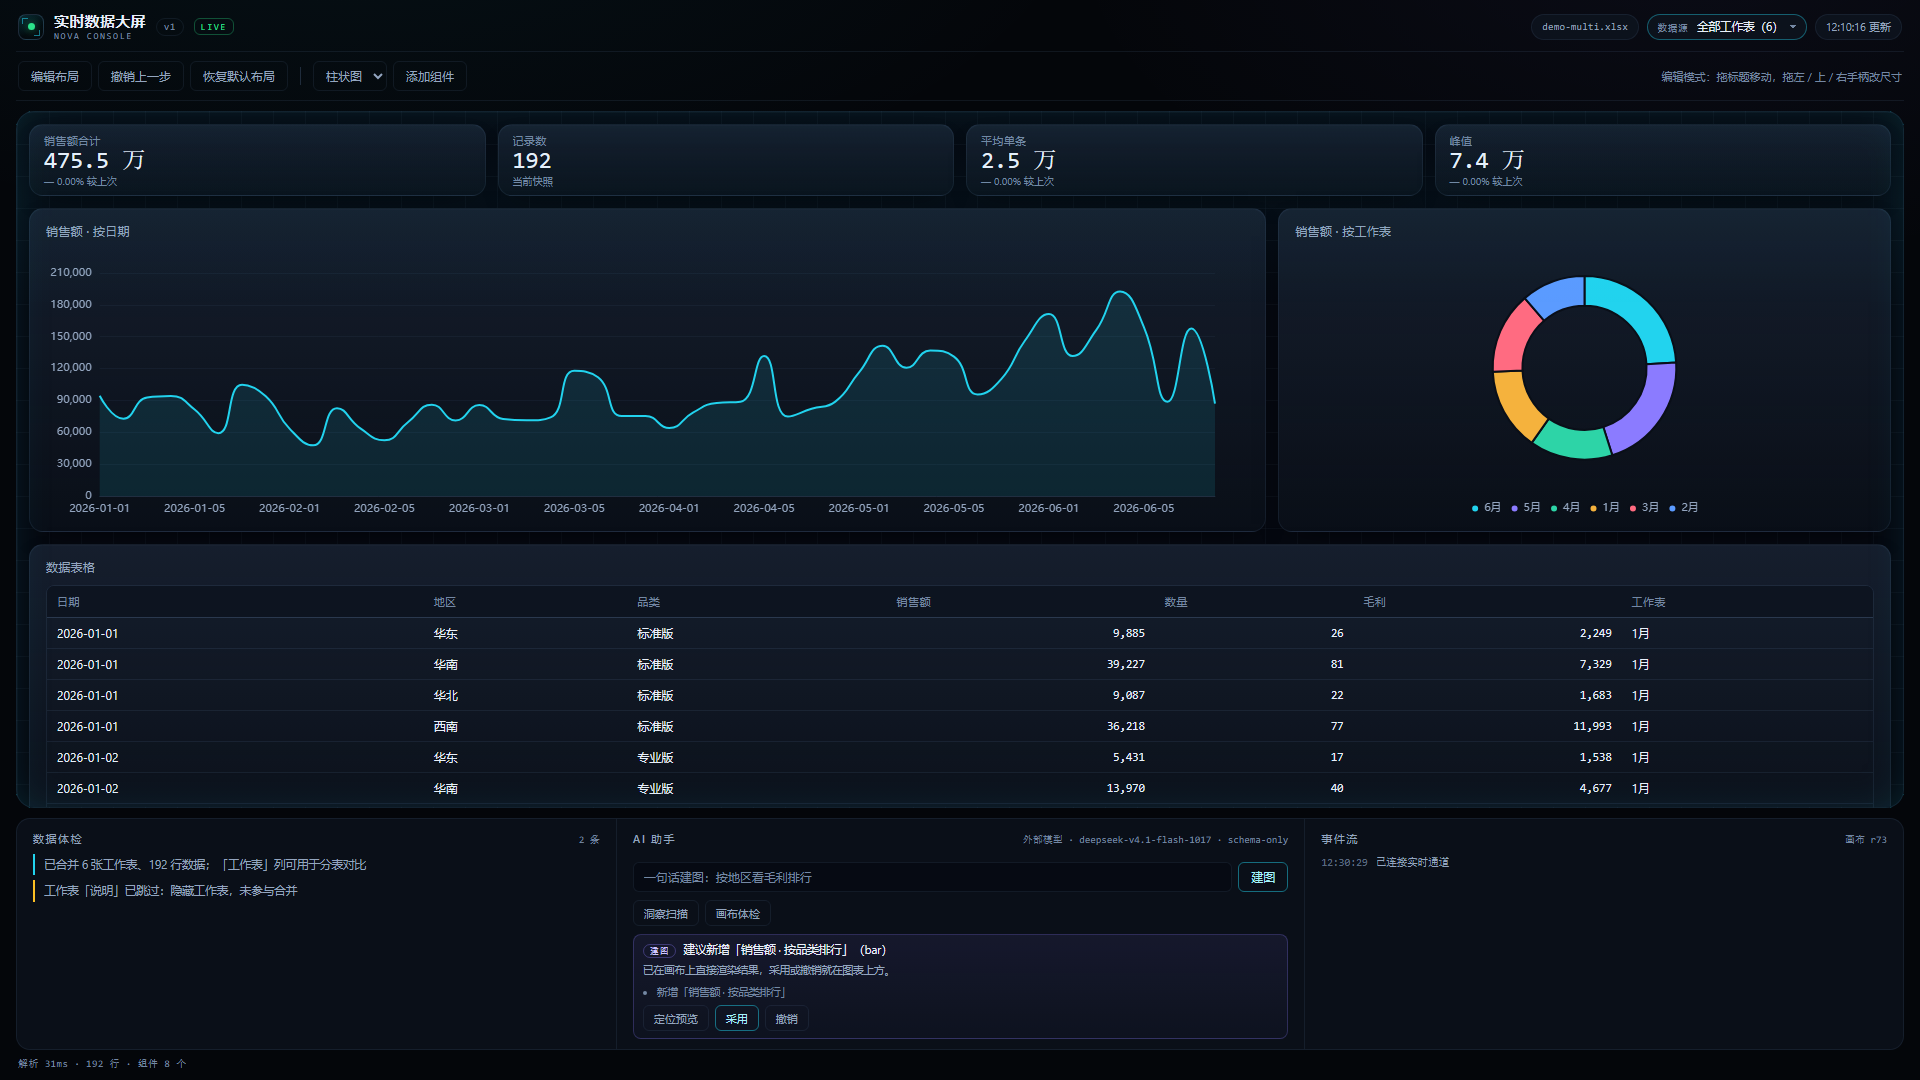 实时数据大屏 v1 LIVE
NOVA CONSOLE
demo-multi.xlsx 数据源 全部工作表 (6) 12:10:16 更新
编辑布局 撤销上一步 恢复默认布局 柱状图 添加组件
编辑模式：拖标题移动，拖左 / 上 / 右手柄改尺寸
销售额合计
475.5 万
— 0.00% 较上次
记录数
192
当前快照
平均单条
2.5 万
— 0.00% 较上次
峰值
7.4 万
— 0.00% 较上次
销售额 · 按日期
210,000
180,000
150,000
120,000
90,000
60,000
30,000
0
2026-01-01 2026-01-05 2026-02-01 2026-02-05 2026-03-01 2026-03-05 2026-04-01 2026-04-05 2026-05-01 2026-05-05 2026-06-01 2026-06-05
销售额 · 按工作表
6月 5月 4月 1月 3月 2月
数据表格
日期 地区 品类 销售额 数量 毛利 工作表
2026-01-01 华东 标准版 9,885 26 2,249 1月
2026-01-01 华南 标准版 39,227 81 7,329 1月
2026-01-01 华北 标准版 9,087 22 1,683 1月
2026-01-01 西南 标准版 36,218 77 11,993 1月
2026-01-02 华东 专业版 5,431 17 1,538 1月
2026-01-02 华南 专业版 13,970 40 4,677 1月
数据体检 2 条
已合并 6 张工作表、192 行数据；「工作表」列可用于分表对比
工作表「说明」已跳过：隐藏工作表，未参与合并
AI 助手 外部模型 · deepseek-v4.1-flash-1017 · schema-only
一句话建图：按地区看毛利排行 建图
洞察扫描 画布体检
建图 建议新增「销售额 · 按品类排行」（bar）
已在画布上直接渲染结果，采用或撤销就在图表上方。
• 新增「销售额 · 按品类排行」
定位预览 采用 撤销
事件流 画布 r73
12:30:29 已连接实时通道
解析 31ms · 192 行 · 组件 8 个